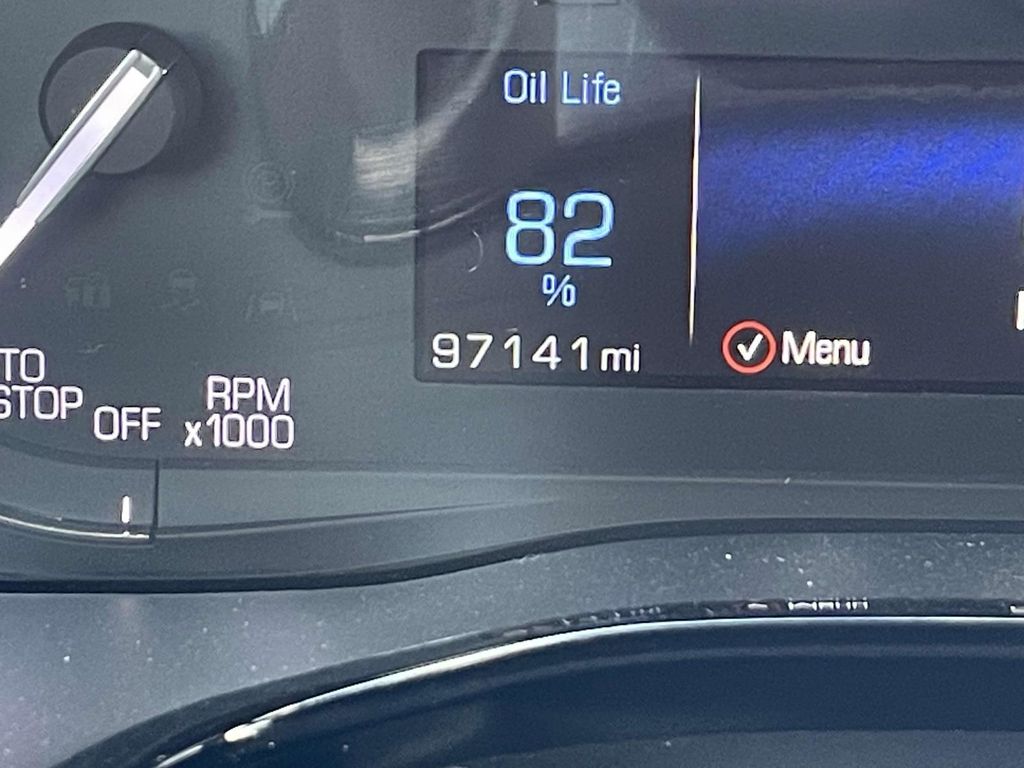 Oil Life
82
%
97141 mi
Menu
TO
STOP
OFF
RPM
x1000